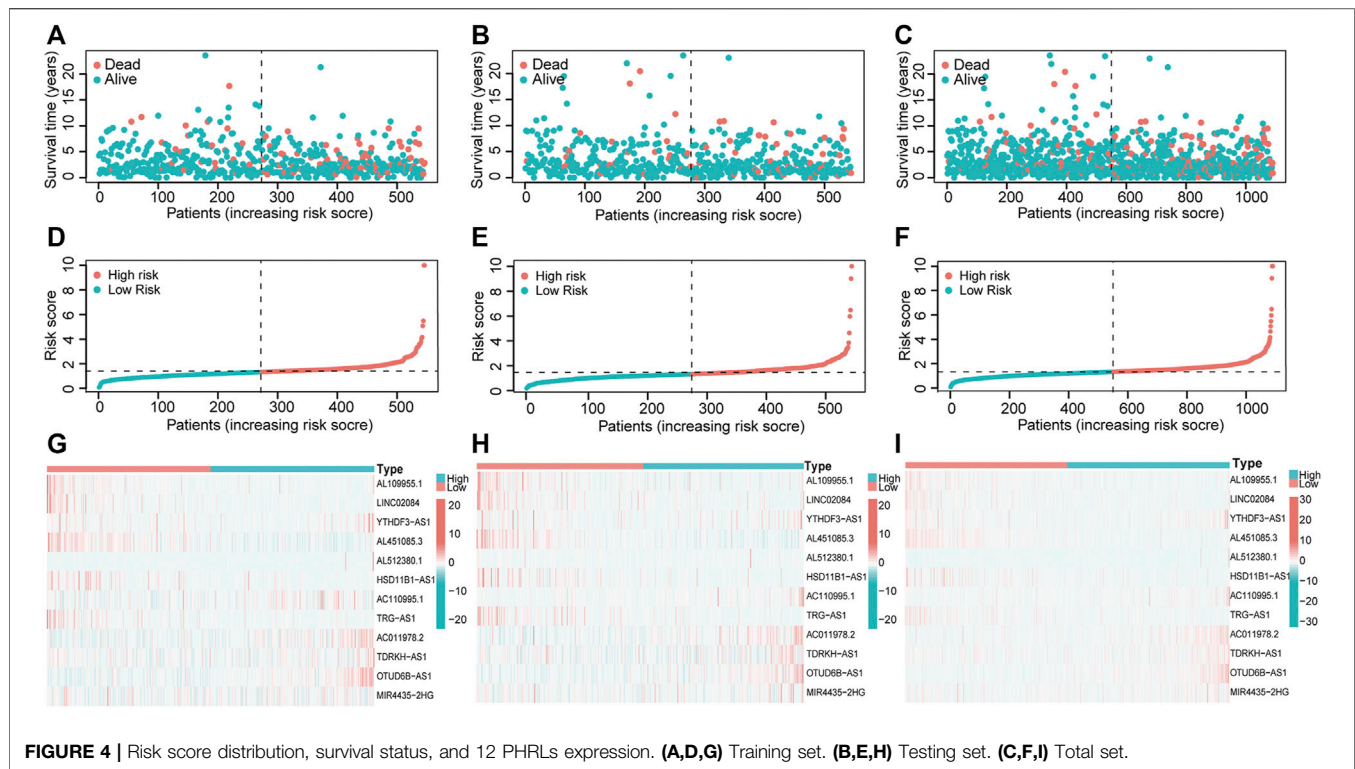 A
Survival time (years)
0 5 10 15 20
Dead
Alive
0 100 200 300 400 500
Patients (increasing risk socre)
B
Survival time (years)
0 5 10 15 20
Dead
Alive
0 100 200 300 400 500
Patients (increasing risk socre)
C
Survival time (years)
0 5 10 15 20
Dead
Alive
0 200 400 600 800 1000
Patients (increasing risk socre)
D
Risk score
0 2 4 6 8 10
High risk
Low Risk
0 100 200 300 400 500
Patients (increasing risk socre)
E
Risk score
0 2 4 6 8 10
High risk
Low Risk
0 100 200 300 400 500
Patients (increasing risk socre)
F
Risk score
0 2 4 6 8 10
High risk
Low Risk
0 200 400 600 800 1000
Patients (increasing risk socre)
G
Type
High
Low
AL109955.1
LINC02084
YTHDF3-AS1
AL451085.3
AL512380.1
HSD11B1-AS1
AC110995.1
TRG-AS1
AC011978.2
TDRKH-AS1
OTUD6B-AS1
MIR4435-2HG
20
10
0
-10
-20
H
Type
High
Low
AL109955.1
LINC02084
YTHDF3-AS1
AL451085.3
AL512380.1
HSD11B1-AS1
AC110995.1
TRG-AS1
AC011978.2
TDRKH-AS1
OTUD6B-AS1
MIR4435-2HG
20
10
0
-10
-20
I
Type
High
Low
AL109955.1
LINC02084
YTHDF3-AS1
AL451085.3
AL512380.1
HSD11B1-AS1
AC110995.1
TRG-AS1
AC011978.2
TDRKH-AS1
OTUD6B-AS1
MIR4435-2HG
30
20
10
0
-10
-20
-30
FIGURE 4 | Risk score distribution, survival status, and 12 PHRLs expression. (A,D,G) Training set. (B,E,H) Testing set. (C,F,I) Total set.